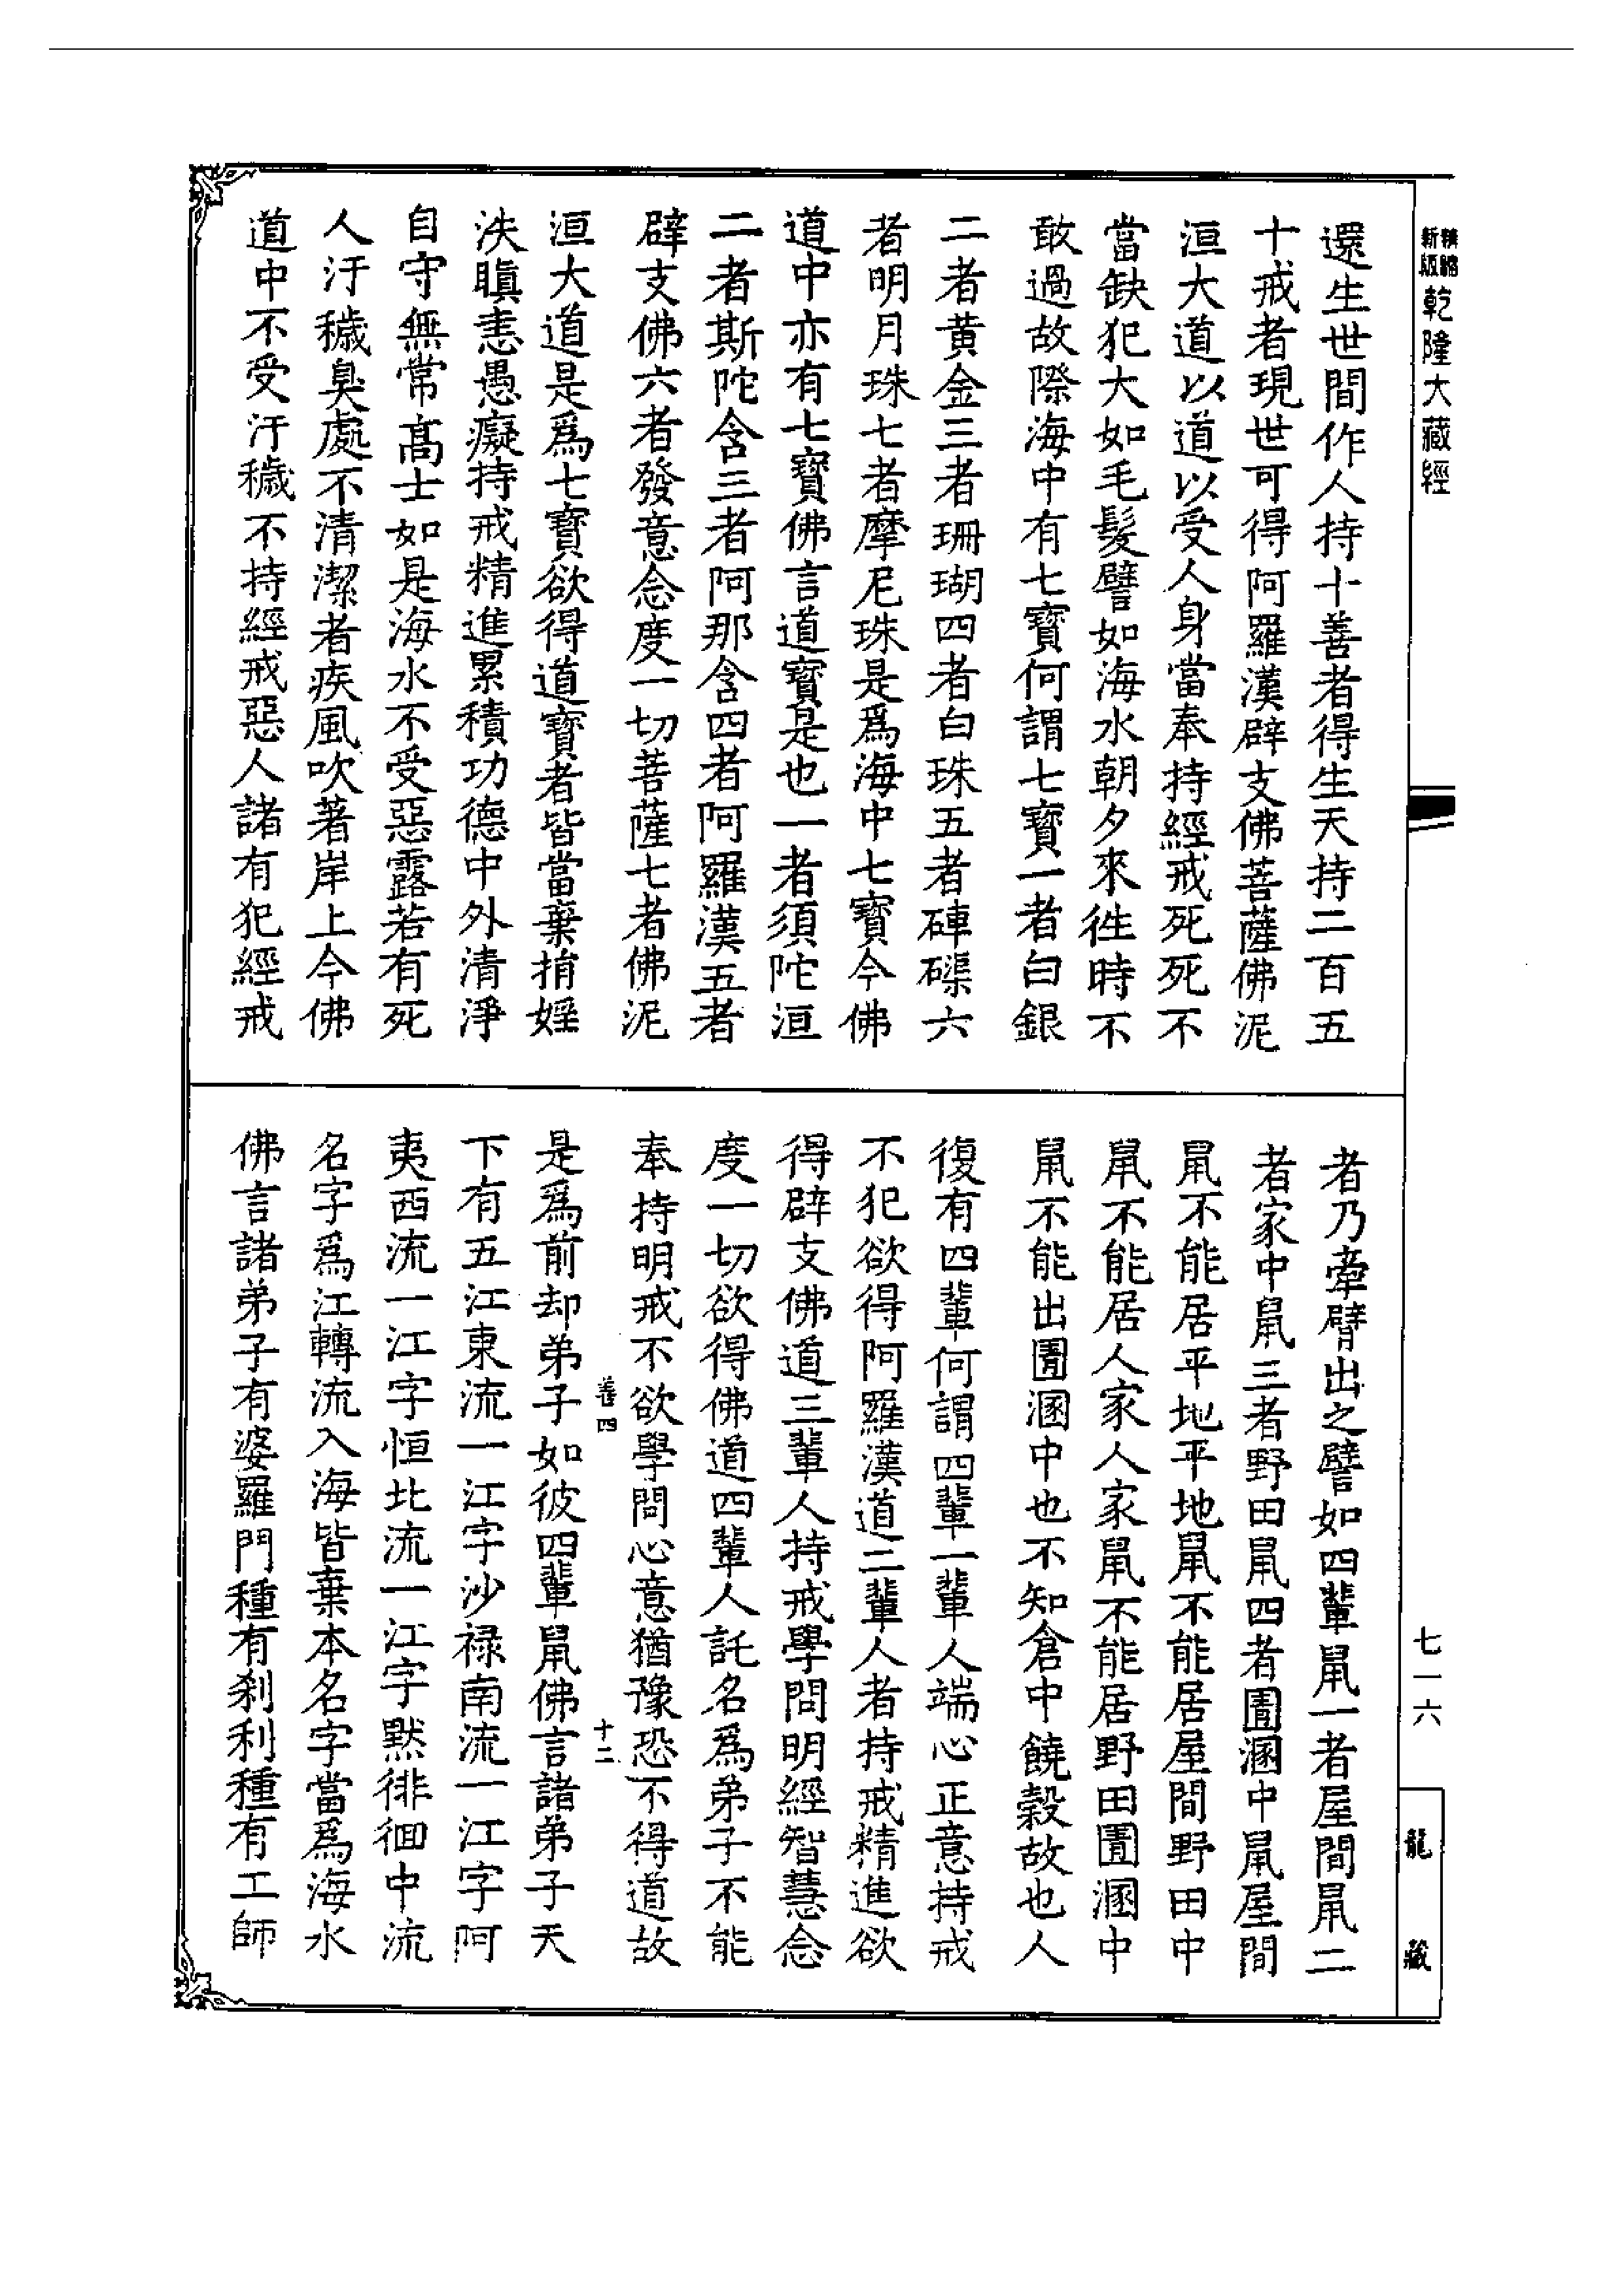 精縮新版乾隆大藏經
還生世間作人持十善者得生天持二百五
十戒者現世可得阿羅漢辟支佛菩薩佛泥
洹大道以道以受人身當奉持經戒死死不
當缺犯大如毛髮譬如海水朝夕來徃時不
敢過故際海中有七寳何謂七寳一者白銀
二者黃金三者珊瑚四者白珠五者硨磲六
者明月珠七者摩尼珠是爲海中七寳今佛
道中亦有七寳佛言道寳是也一者須陀洹
二者斯陀含三者阿那含四者阿羅漢五者
辟支佛六者發意念度一切菩薩七者佛泥
洹大道是爲七寳欲得道寳者皆當棄捐婬
泆瞋恚愚癡持戒精進累積功德中外清淨
自守無常高士如是海水不受惡露若有死
人汙穢臭處不清潔者疾風吹著岸上今佛
道中不受汙穢不持經戒惡人諸有犯經戒
者乃牽臂出之譬如四輩鼠一者屋間鼠二
者家中鼠三者野田鼠四者圊溷中鼠屋間
鼠不能居平地平地鼠不能居屋間野田中
鼠不能居人家人家鼠不能居野田圊溷中
鼠不能出圊溷中也不知倉中饒穀故也人
復有四輩何謂四輩一輩人端心正意持戒
不犯欲得阿羅漢道二輩人者持戒精進欲
得辟支佛道三輩人持戒學問明經智慧念
度一切欲得佛道四輩人託名爲弟子不能
奉持明戒不欲學問心意猶豫恐不得道故
善四 十二
是爲前却弟子如彼四輩鼠佛言諸弟子天
下有五江東流一江字沙祿南流一江字阿
夷西流一江字恒北流一江字默徘徊中流
名字爲江轉流入海皆棄本名字當爲海水
佛言諸弟子有婆羅門種有刹利種有工師
七一六
龍藏